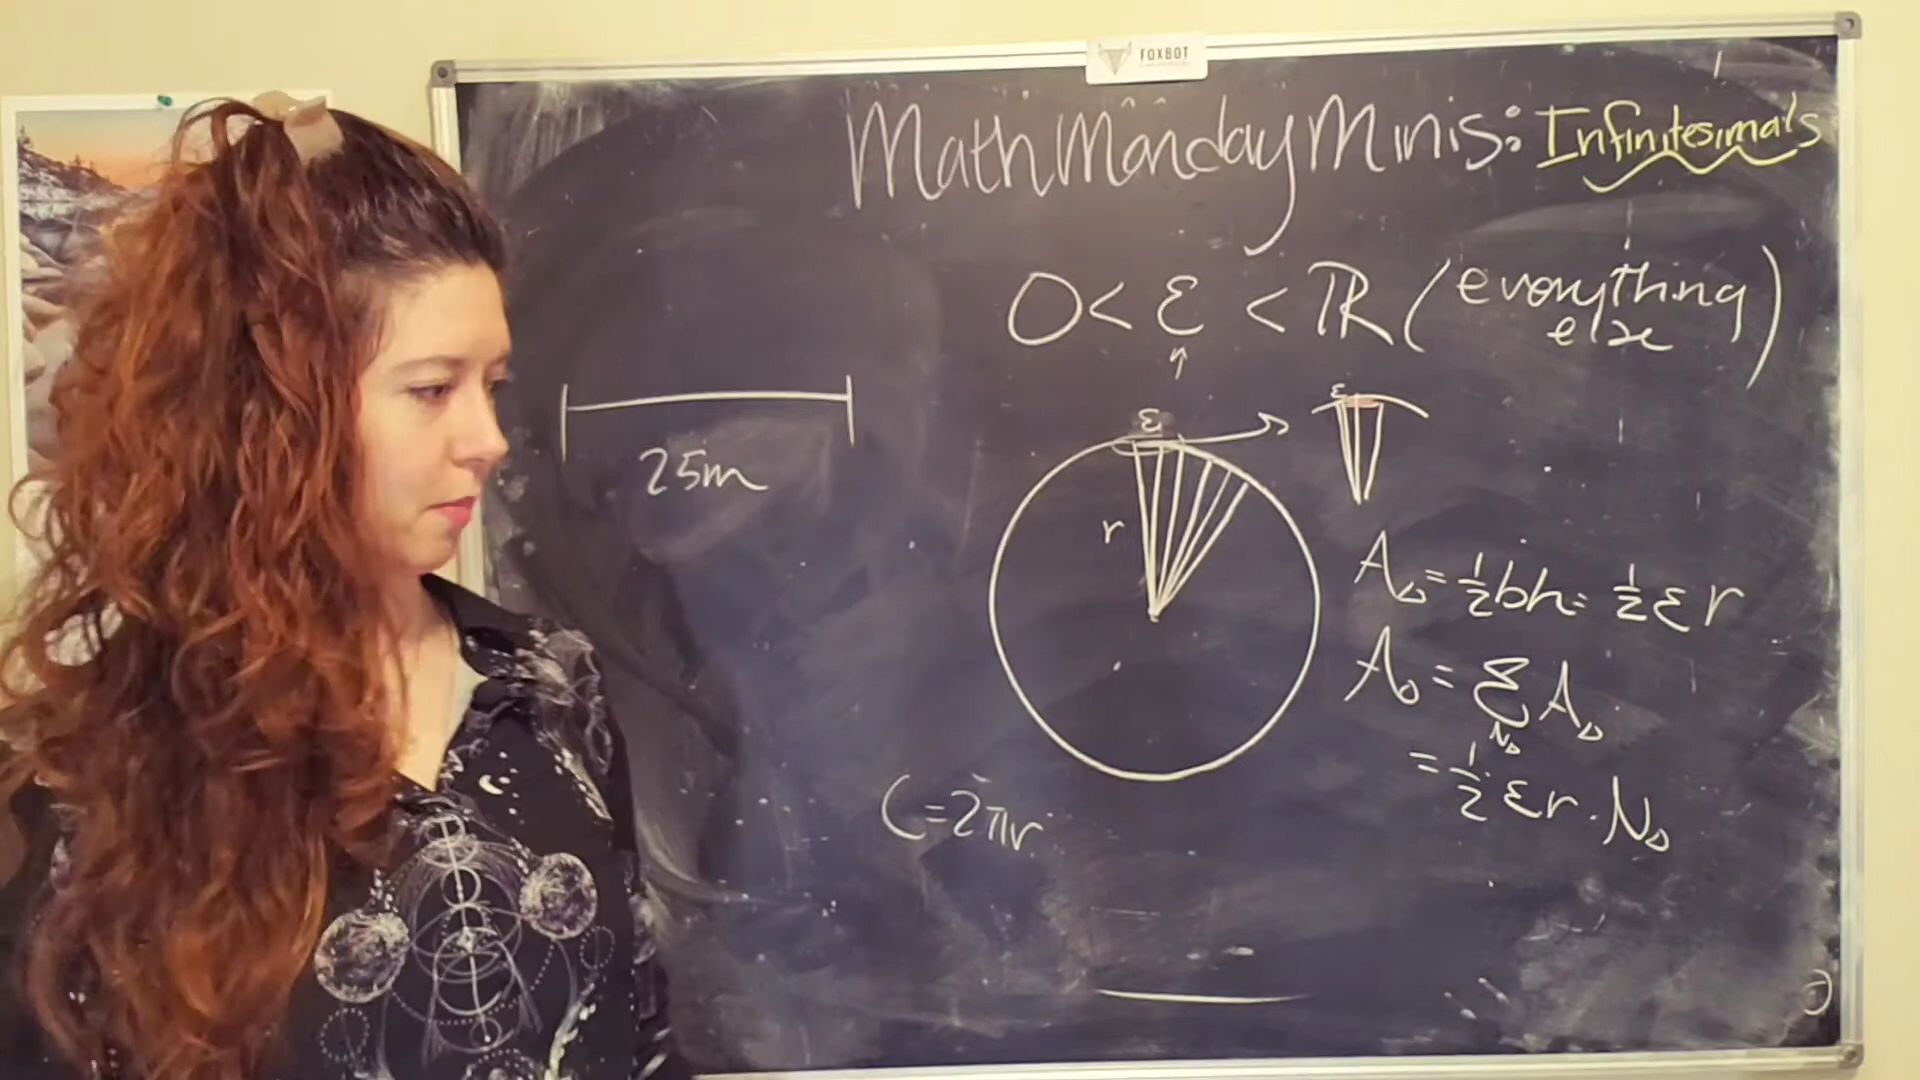 FOXBOT
Math Monday Minis: Infinitesimals
0 < ε < ℝ (everything else)
25m
ε
ε
r
A△ = ½bh = ½εr
A○ = Σ A△
N△
= ½εr · N△
C=2πr